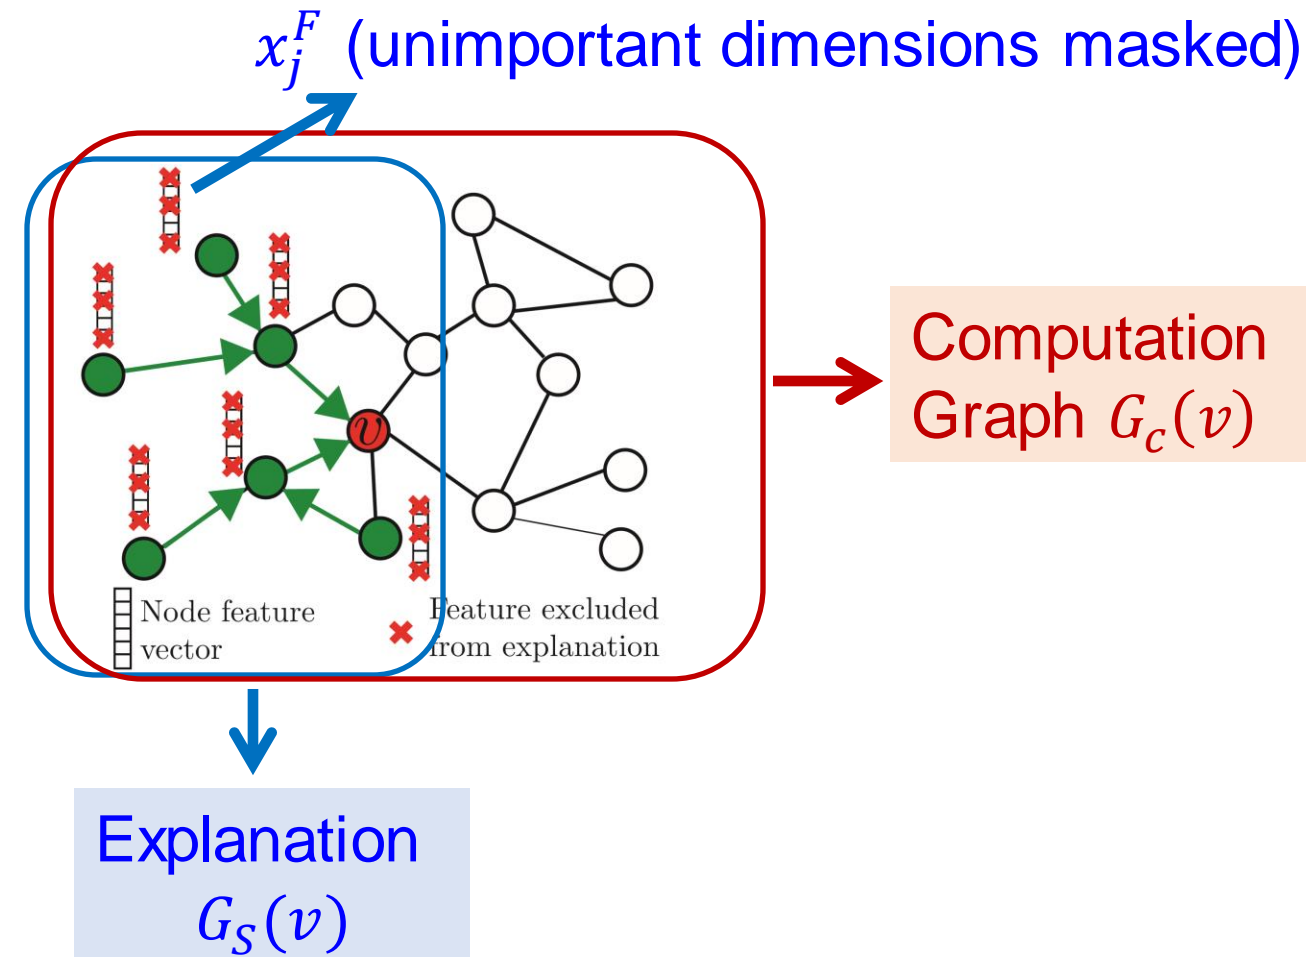 x_j^F (unimportant dimensions masked)
υ
Node feature
vector
Feature excluded
from explanation
Computation
Graph G_c(v)
Explanation
G_S(v)